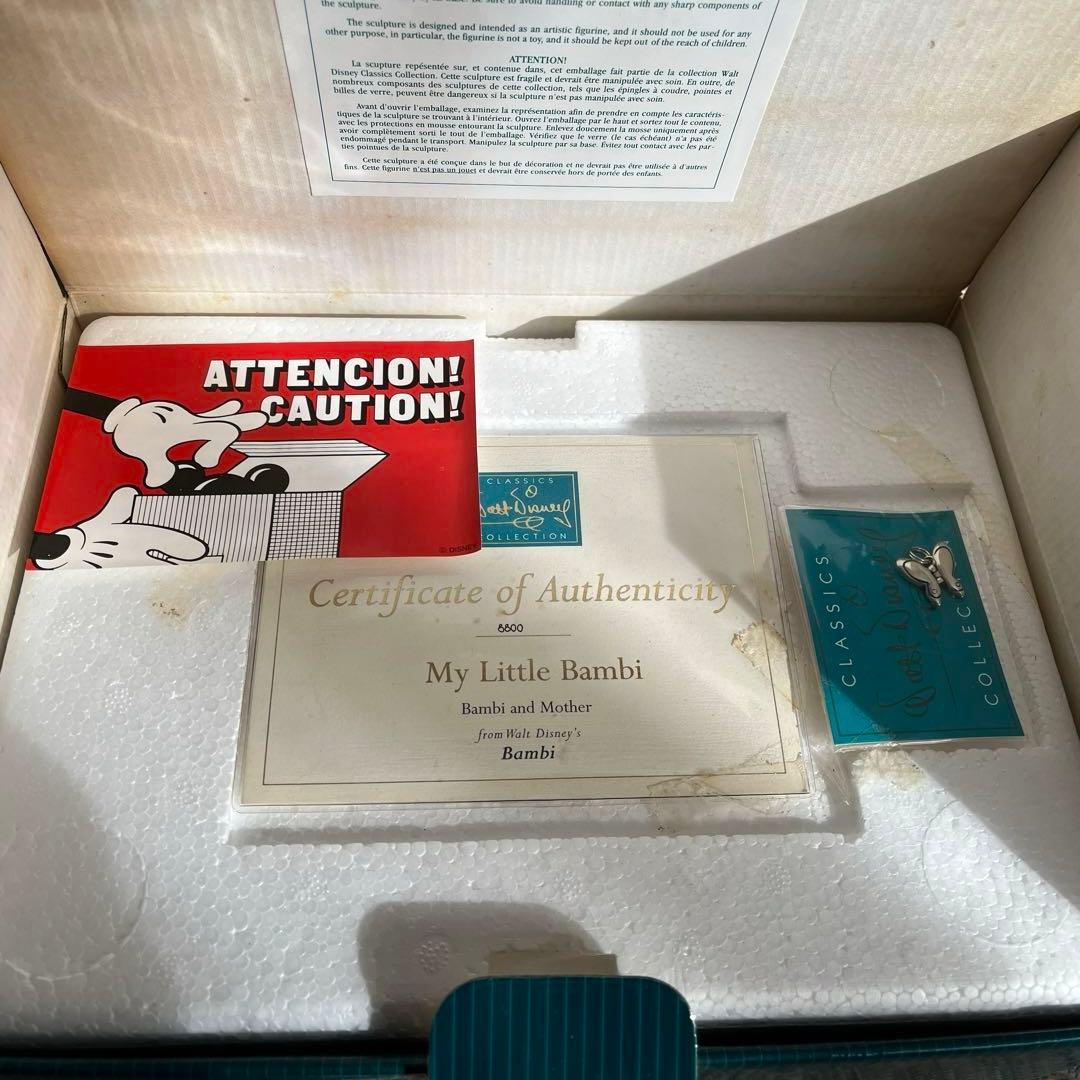 the sculpture.
The sculpture is designed and intended as an artistic figurine, and it should not be used for any
other purpose, in particular, the figurine is not a toy, and it should be kept out of the reach of children.
ATTENTION!
La scupture repésentée sur, et contenue dans, cet emballage fait partie de la collection Walt
Disney Classics Collection. Cette sculpture est fragile et devrait être manipulée avec soin. En outre, de
nombreux composants des sculptures de cette collection, tels que les épingles à coudre, pointes et
billes de verre, peuvent être dangereux si la sculpture n'est pas manipulée avec soin.
Avant d'ouvrir l'emballage, examinez la représentation afin de prendre en compte les caractéris-
tiques de la sculpture se trouvant à l'intérieur. Ouvrez l'emballage par le haut et sortez tout le contenu,
avec les protections en mousse entourant la sculpture. Enlevez doucement la mousse uniquement après
avoir complètement sorti le tout de l'emballage. Vérifiez que le verre (le cas échéant) n'a pas été
endommagé pendant le transport. Manipulez la sculpture par sa base. Évitez tout contact avec les par-
ties pointues de la sculpture.
Cette sculpture a été conçue dans le but de décoration et ne devrait pas être utilisée à d'autres
fins. Cette figurine n'est pas un jouet et devrait être conservée hors de portée des enfants.
ATTENCION!
CAUTION!
© DISNEY
CLASSICS
Walt Disney
COLLECTION
Certificate of Authenticity
8800
My Little Bambi
Bambi and Mother
from Walt Disney's
Bambi
CLASSICS
Walt Disney
COLLEC